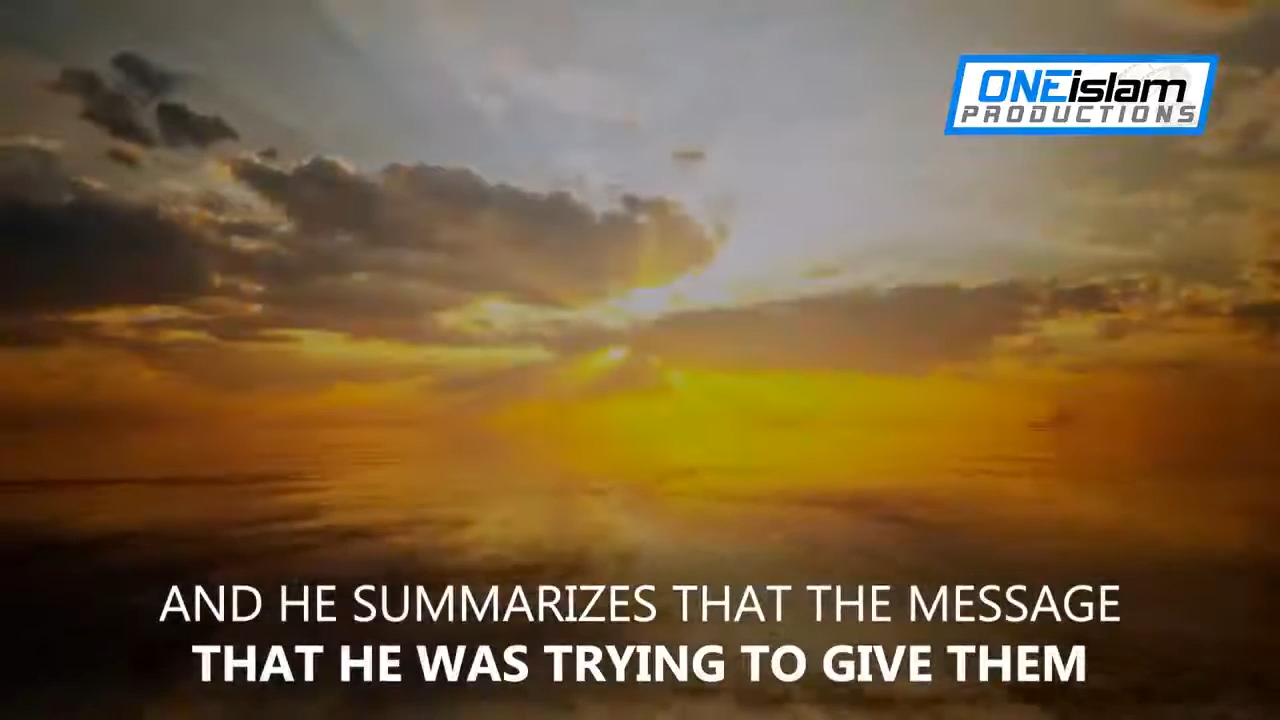 ONEislam
PRODUCTIONS
AND HE SUMMARIZES THAT THE MESSAGE
THAT HE WAS TRYING TO GIVE THEM